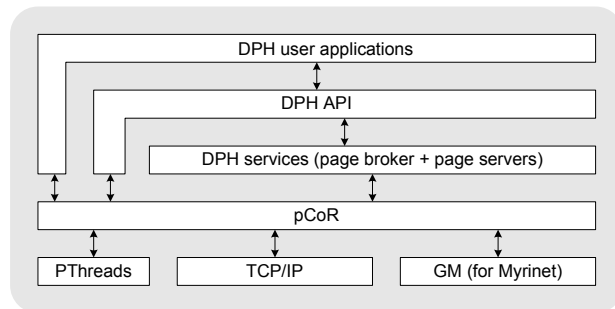 DPH user applications
DPH API
DPH services (page broker + page servers)
pCoR
PThreads
TCP/IP
GM (for Myrinet)